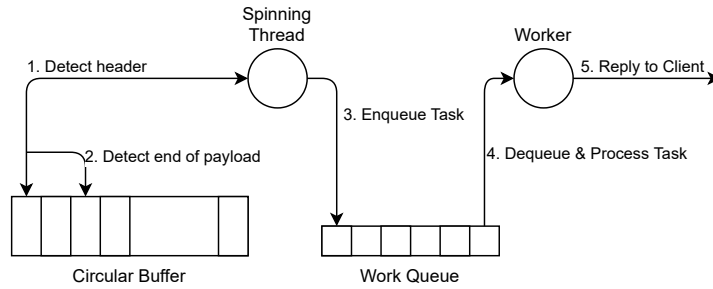 Spinning
Thread
Worker
1. Detect header
5. Reply to Client
3. Enqueue Task
2. Detect end of payload
4. Dequeue & Process Task
Circular Buffer
Work Queue